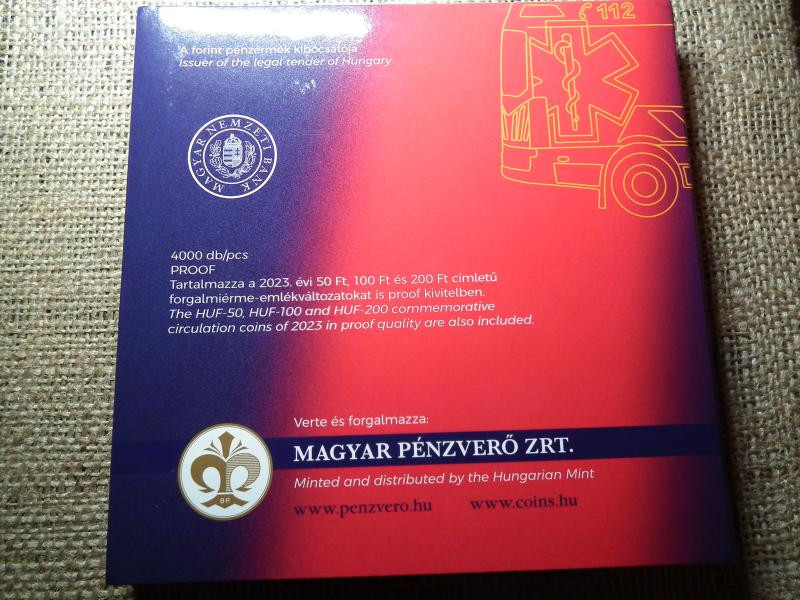 112
A forint pénzérmék kibocsátója
Issuer of the legal tender of Hungary
MAGYAR NEMZETI BANK
4000 db/pcs
PROOF
Tartalmazza a 2023. évi 50 Ft, 100 Ft és 200 Ft címletű
forgalmiérme-emlékváltozatokat is proof kivitelben.
The HUF-50, HUF-100 and HUF-200 commemorative
circulation coins of 2023 in proof quality are also included.
Verte és forgalmazza:
MAGYAR PÉNZVERŐ ZRT.
Minted and distributed by the Hungarian Mint
BP.
www.penzvero.hu www.coins.hu